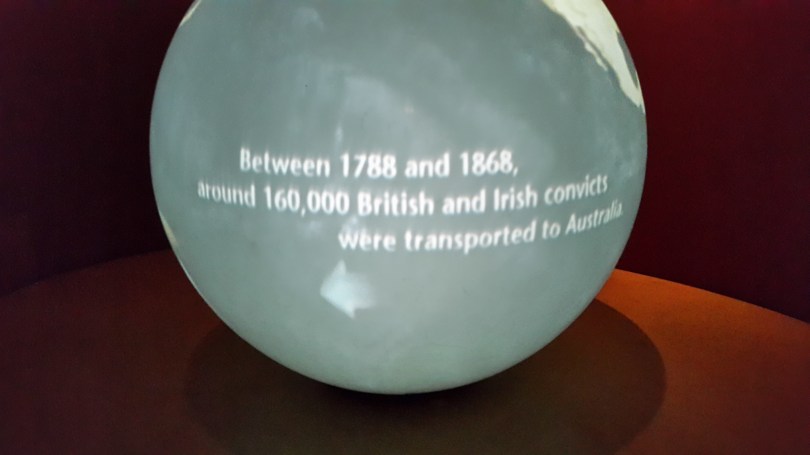 Between 1788 and 1868,
around 160,000 British and Irish convicts
were transported to Australia.